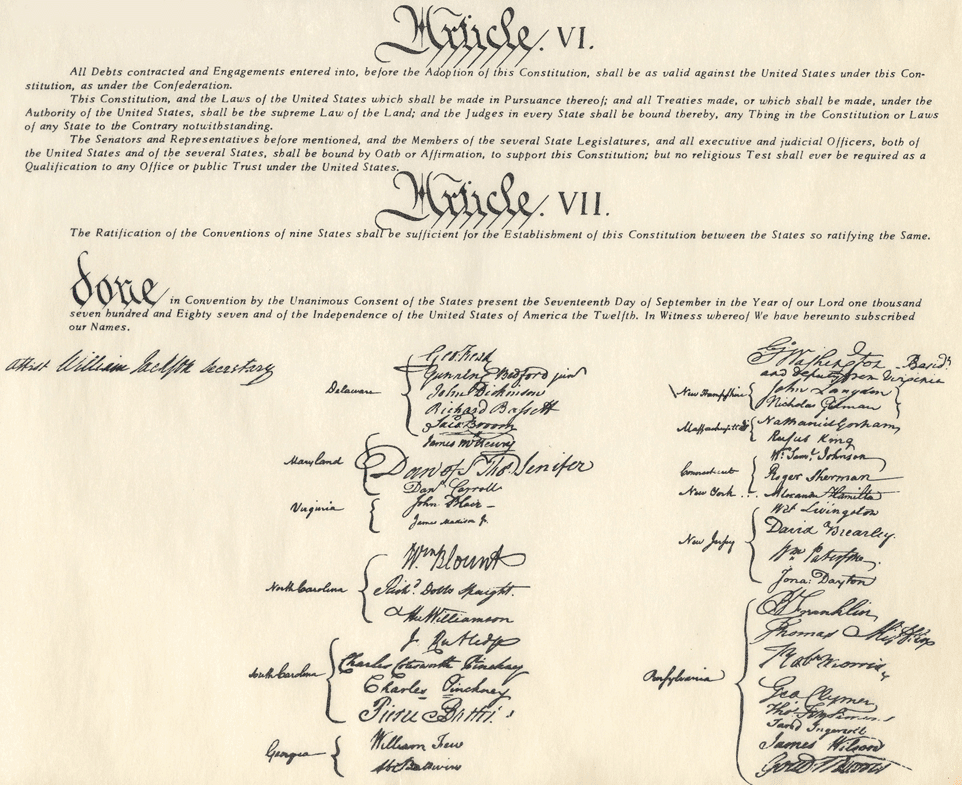 Article. VI.
All Debts contracted and Engagements entered into, before the Adoption of this Constitution, shall be as valid against the United States under this Con-
stitution, as under the Confederation.
This Constitution, and the Laws of the United States which shall be made in Pursuance thereof; and all Treaties made, or which shall be made, under the
Authority of the United States, shall be the supreme Law of the Land; and the Judges in every State shall be bound thereby, any Thing in the Constitution or Laws
of any State to the Contrary notwithstanding.
The Senators and Representatives before mentioned, and the Members of the several State Legislatures, and all executive and judicial Officers, both of
the United States and of the several States, shall be bound by Oath or Affirmation, to support this Constitution; but no religious Test shall ever be required as a
Qualification to any Office or public Trust under the United States.
Article. VII.
The Ratification of the Conventions of nine States shall be sufficient for the Establishment of this Constitution between the States so ratifying the Same.
done in Convention by the Unanimous Consent of the States present the Seventeenth Day of September in the Year of our Lord one thousand
seven hundred and Eighty seven and of the Independence of the United States of America the Twelfth. In Witness whereof We have hereunto subscribed
our Names.
attest William Jackson Secretary
Delaware
Geo: Read
Gunning Bedford jun
John Dickinson
Richard Bassett
Jaco: Broom
Maryland
James McHenry
Dan of St Thos. Jenifer
Danl Carroll
Virginia
John Blair –
James Madison Jr.
North Carolina
Wm Blount
Richd. Dobbs Spaight.
Hu Williamson
South Carolina
J. Rutledge
Charles Cotesworth Pinckney
Charles Pinckney
Pierce Butler.
Georgia
William Few
Abr Baldwin
Go. Washington Presidt.
and deputy from Virginia
New Hampshire
John Langdon
Nicholas Gilman
Massachusetts
Nathaniel Gorham
Rufus King
Connecticut
Wm. Saml. Johnson
Roger Sherman
New York
Alexander Hamilton
New Jersey
Wil: Livingston
David Brearley.
Wm Paterson.
Jona: Dayton
Pensylvania
B Franklin
Thomas Mifflin
Robt Morris
Geo. Clymer
Thos. FitzSimons
Jared Ingersoll
James Wilson
Gouv Morris